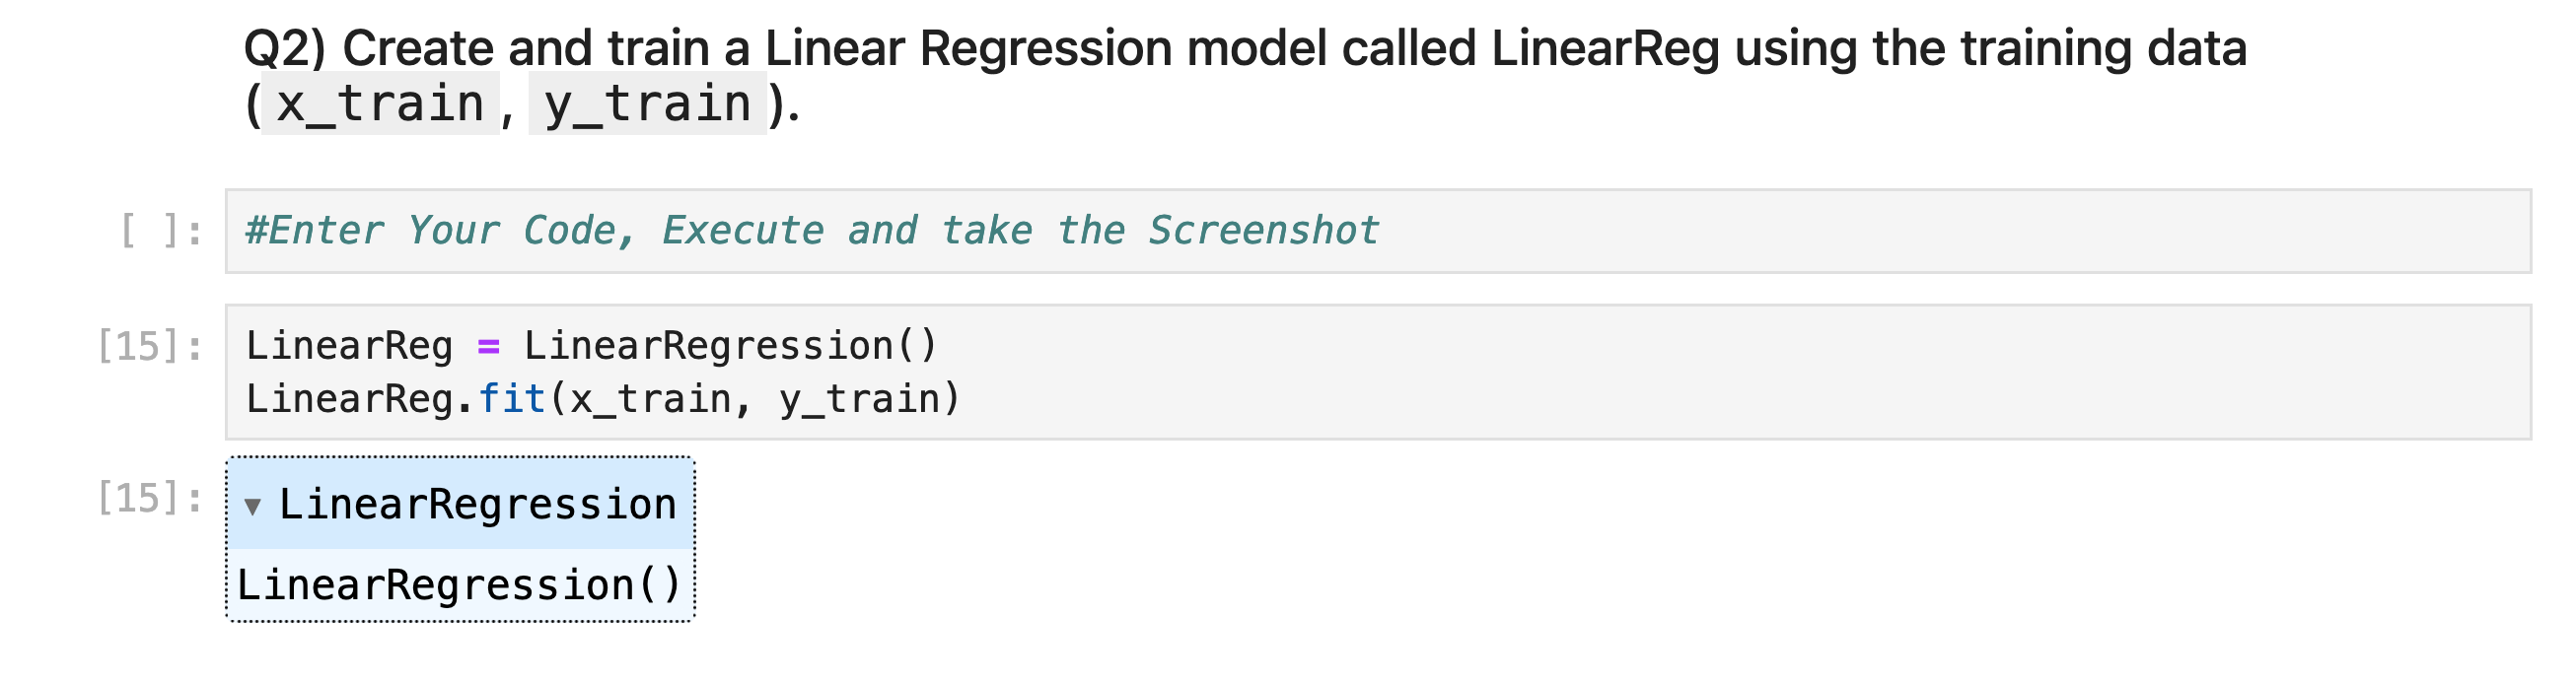 Q2) Create and train a Linear Regression model called LinearReg using the training data
( x_train , y_train ).
[ ]: #Enter Your Code, Execute and take the Screenshot
[15]: LinearReg = LinearRegression()
LinearReg.fit(x_train, y_train)
[15]: ▼ LinearRegression
LinearRegression()